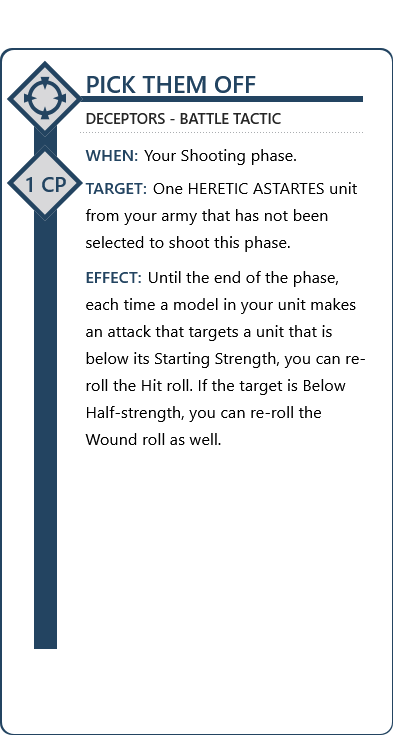 PICK THEM OFF
DECEPTORS - BATTLE TACTIC
1 CP
WHEN: Your Shooting phase.
TARGET: One HERETIC ASTARTES unit
from your army that has not been
selected to shoot this phase.
EFFECT: Until the end of the phase,
each time a model in your unit makes
an attack that targets a unit that is
below its Starting Strength, you can re-
roll the Hit roll. If the target is Below
Half-strength, you can re-roll the
Wound roll as well.